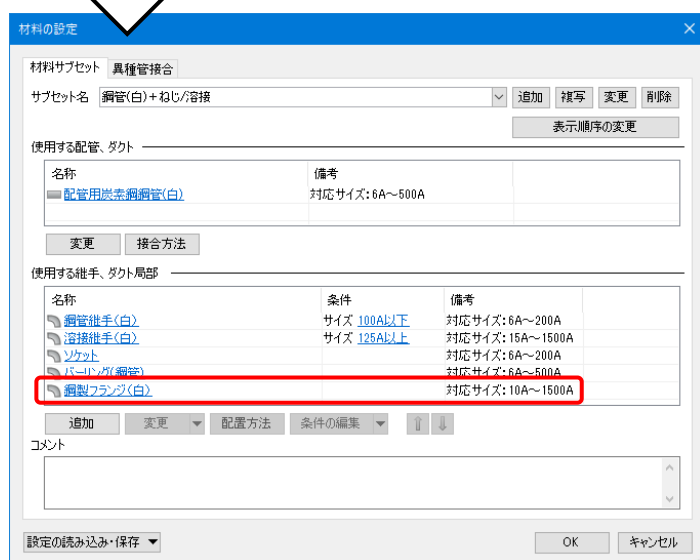 材料の設定
材料サブセット 異種管接合
サブセット名 鋼管(白)+ねじ/溶接 追加 複写 変更 削除
表示順序の変更
使用する配管、ダクト
名称 備考
配管用炭素鋼鋼管(白) 対応サイズ:6A～500A
変更 接合方法
使用する継手、ダクト局部
名称 条件 備考
鋼管継手(白) サイズ 100A以下 対応サイズ:6A～200A
溶接継手(白) サイズ 125A以上 対応サイズ:15A～1500A
ソケット 対応サイズ:6A～200A
バーリング(鋼管) 対応サイズ:6A～500A
鋼製フランジ(白) 対応サイズ:10A～1500A
追加 変更 配置方法 条件の編集
コメント
設定の読み込み・保存 OK キャンセル